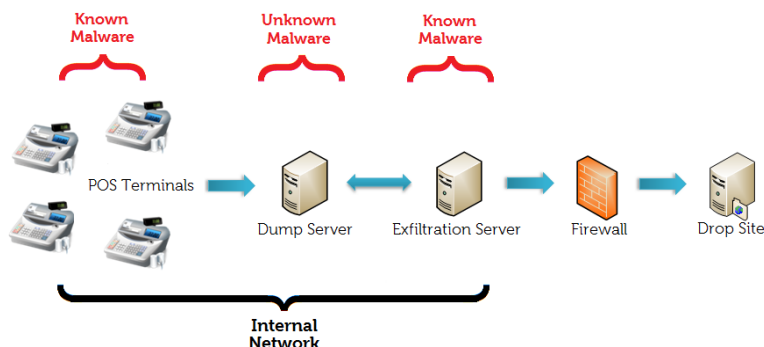 Known
Malware
Unknown
Malware
Known
Malware
POS Terminals
Dump Server
Exfiltration Server
Firewall
Drop Site
Internal
Network